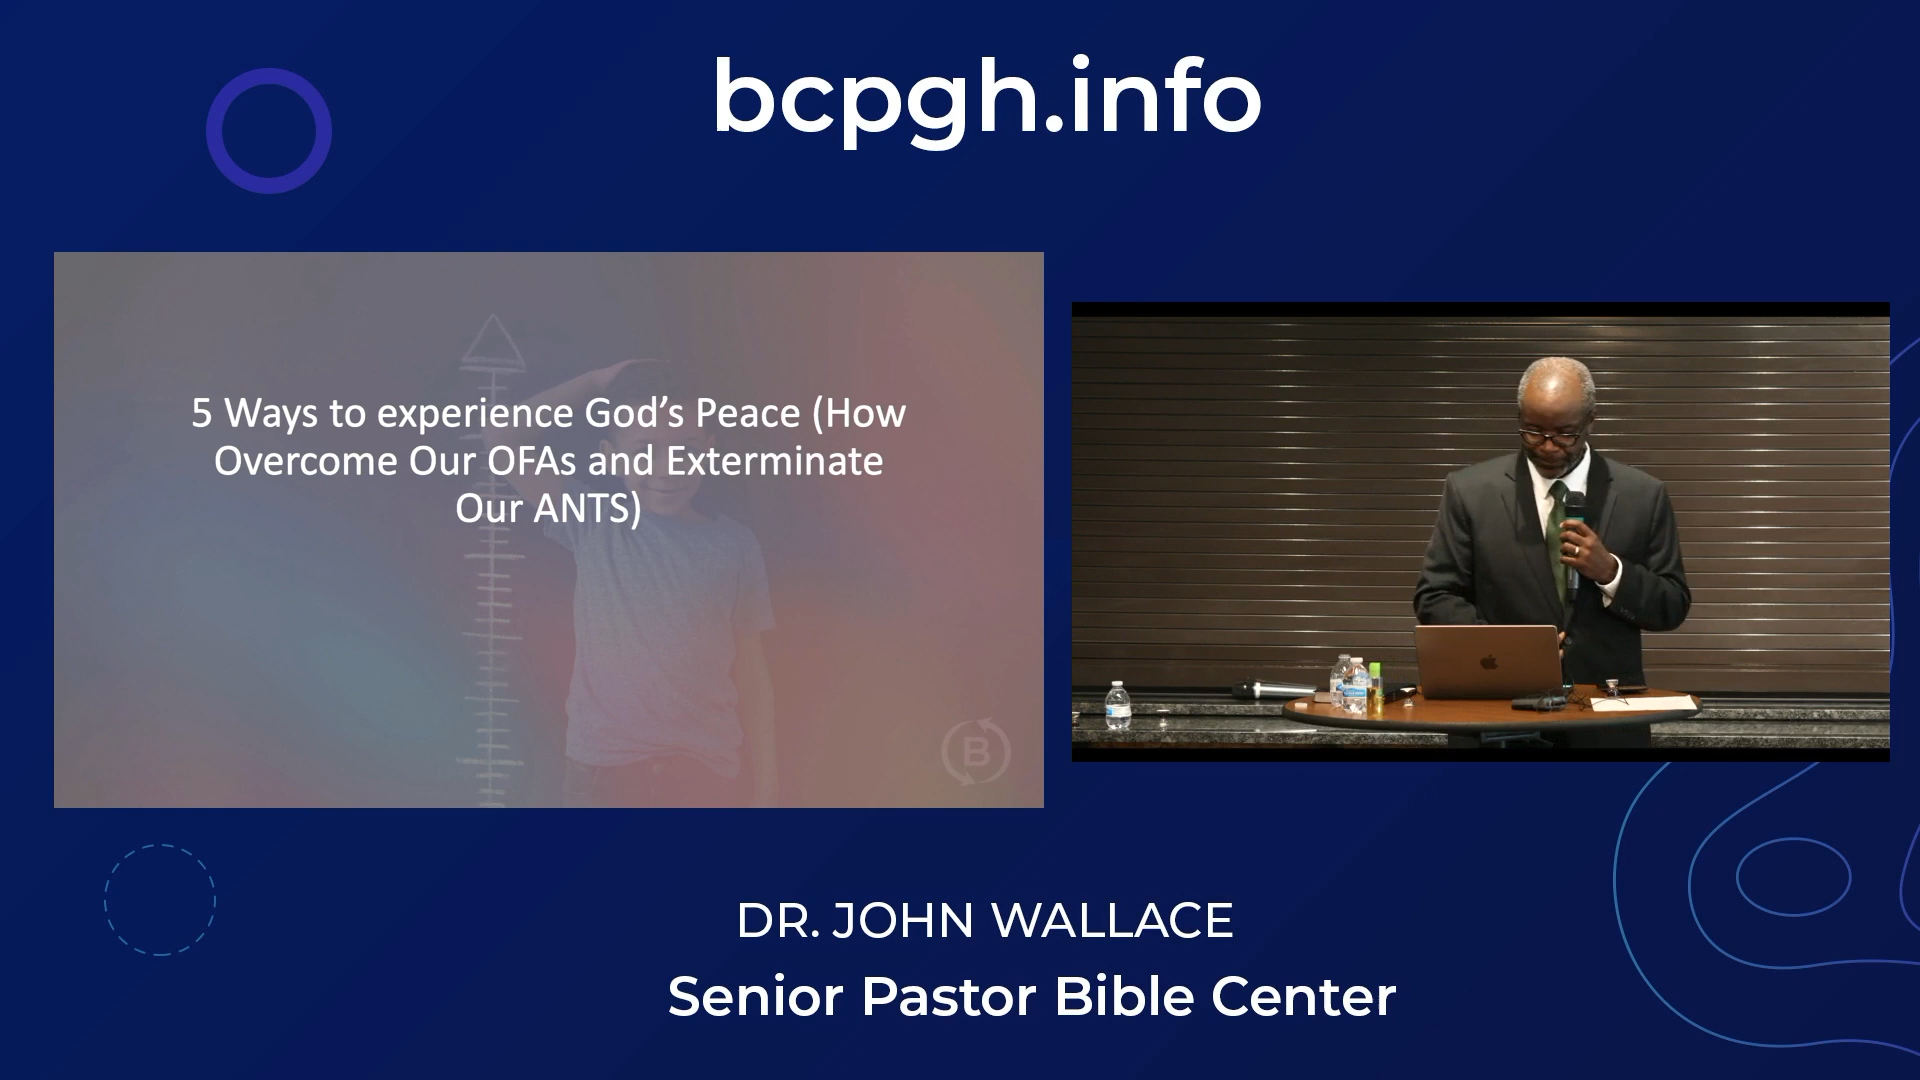 bcpgh.info
5 Ways to experience God’s Peace (How
Overcome Our OFAs and Exterminate
Our ANTS)
B
DR. JOHN WALLACE
Senior Pastor Bible Center